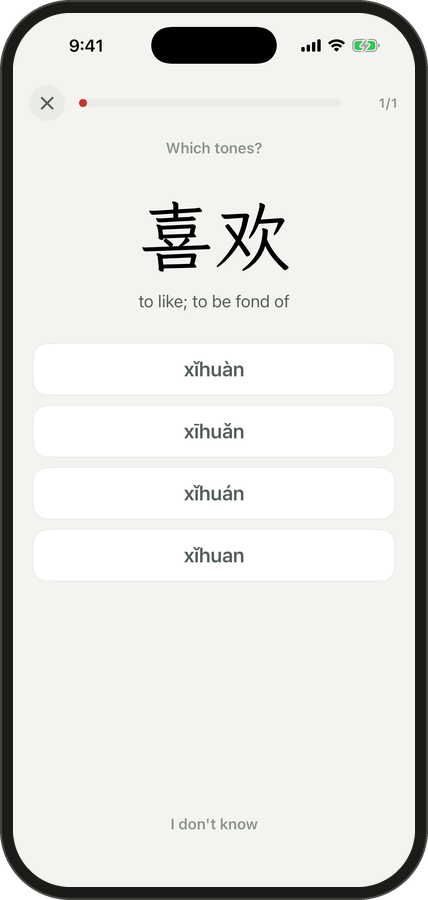 9:41
1/1
Which tones?
喜欢
to like; to be fond of
xǐhuàn
xīhuǎn
xǐhuán
xǐhuan
I don't know